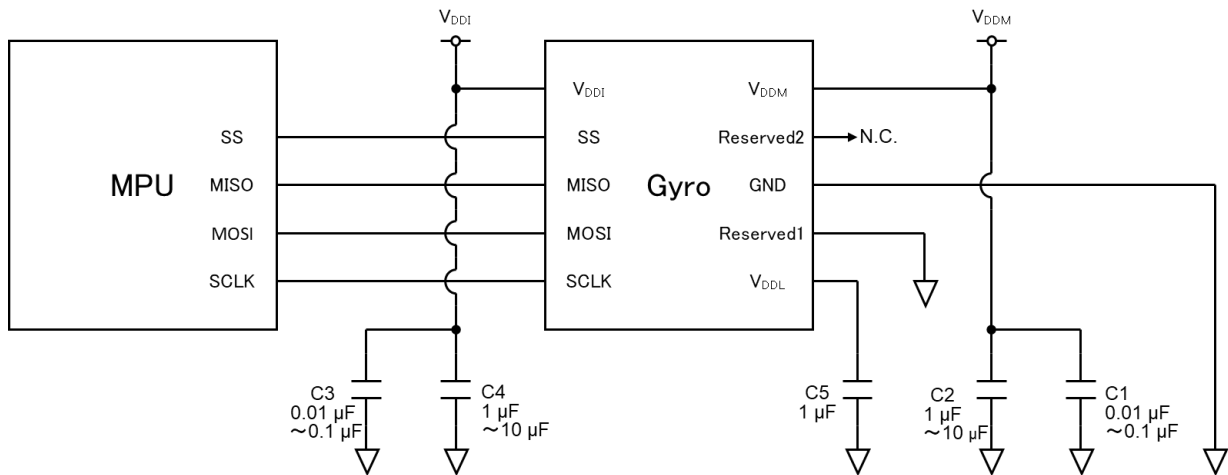 VDDI
VDDM
VDDI
VDDM
SS
SS
Reserved2
N.C.
MPU
MISO
MISO
Gyro
GND
MOSI
MOSI
Reserved1
SCLK
SCLK
VDDL
C3
0.01 μF
～0.1 μF
C4
1 μF
～10 μF
C5
1 μF
C2
1 μF
～10 μF
C1
0.01 μF
～0.1 μF